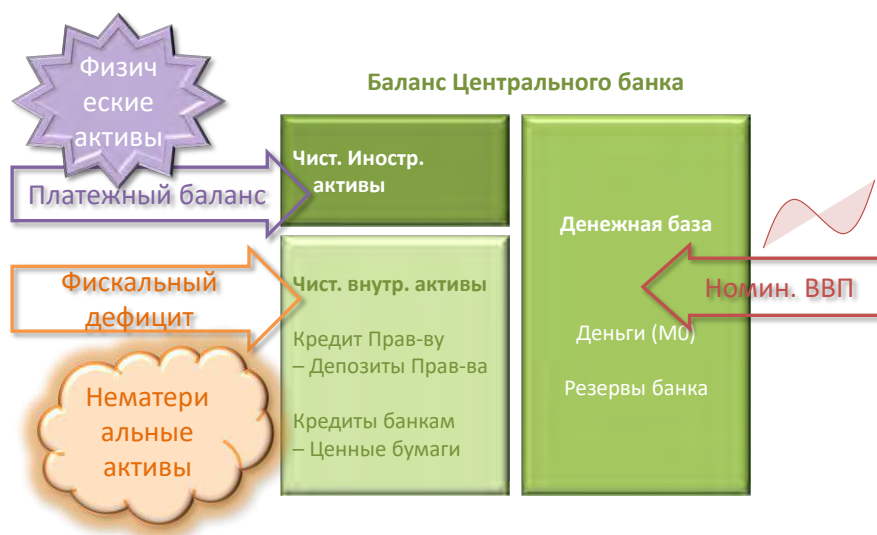 Баланс Центрального банка
Физич
еские
активы
Платежный баланс
Чист. Иностр.
активы
Фискальный
дефицит
Нематери
альные
активы
Чист. внутр. активы
Кредит Прав-ву
– Депозиты Прав-ва
Кредиты банкам
– Ценные бумаги
Денежная база
Деньги (М0)
Резервы банка
Номин. ВВП